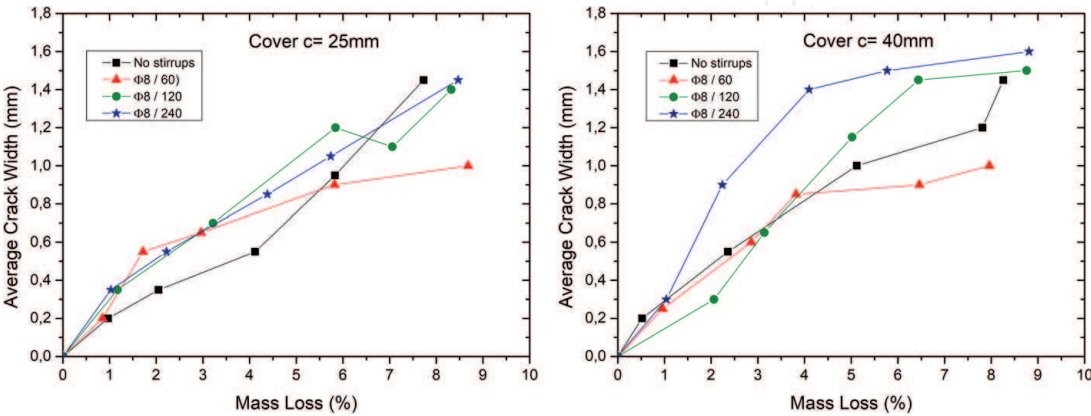 Cover c= 25mm
No stirrups
Φ8 / 60)
Φ8 / 120
Φ8 / 240
Average Crack Width (mm)
1,8
1,6
1,4
1,2
1,0
0,8
0,6
0,4
0,2
0,0
0 1 2 3 4 5 6 7 8 9 10
Mass Loss (%)
Cover c= 40mm
No stirrups
Φ8 / 60
Φ8 / 120
Φ8 / 240
Average Crack Width (mm)
1,8
1,6
1,4
1,2
1,0
0,8
0,6
0,4
0,2
0,0
0 1 2 3 4 5 6 7 8 9 10
Mass Loss (%)